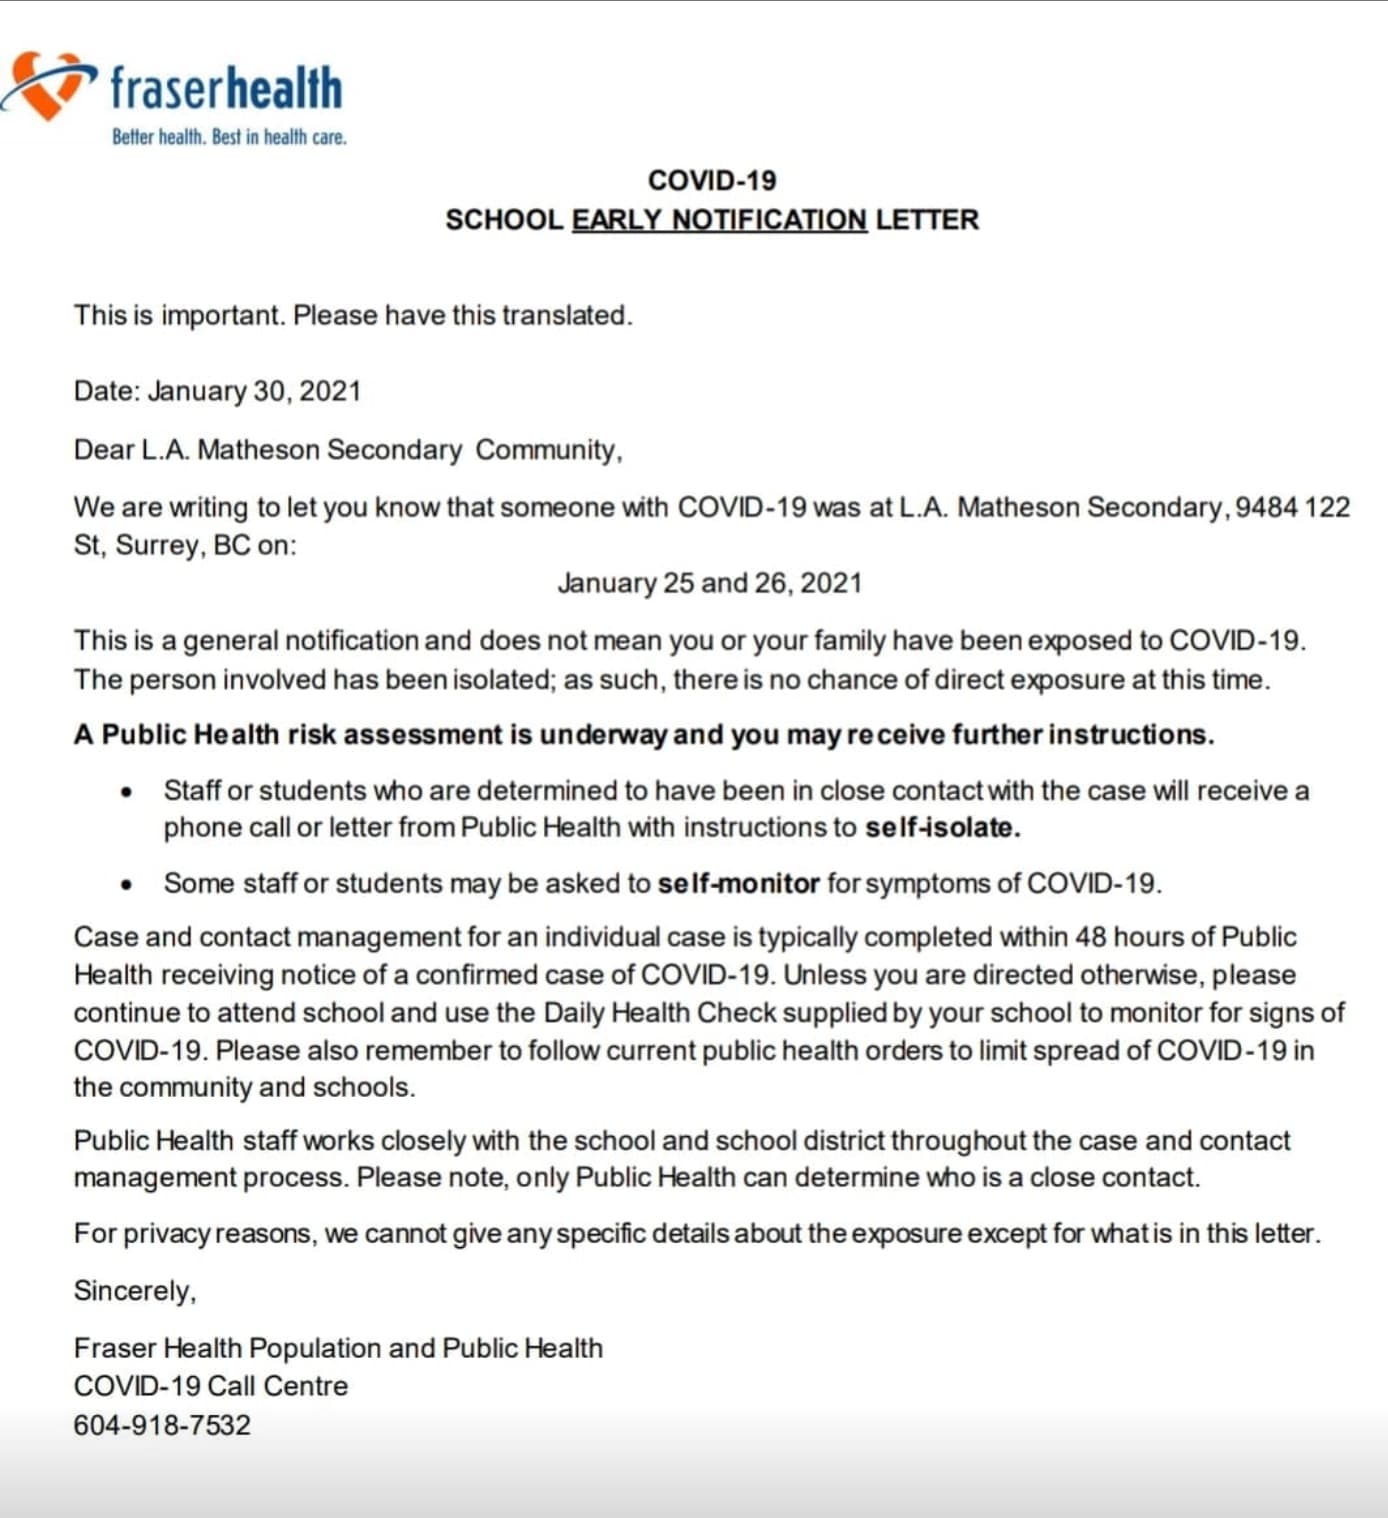 fraserhealth
Better health. Best in health care.
COVID-19
SCHOOL EARLY NOTIFICATION LETTER
This is important. Please have this translated.
Date: January 30, 2021
Dear L.A. Matheson Secondary Community,
We are writing to let you know that someone with COVID-19 was at L.A. Matheson Secondary, 9484 122
St, Surrey, BC on:
January 25 and 26, 2021
This is a general notification and does not mean you or your family have been exposed to COVID-19.
The person involved has been isolated; as such, there is no chance of direct exposure at this time.
A Public Health risk assessment is underway and you may receive further instructions.
• Staff or students who are determined to have been in close contact with the case will receive a
phone call or letter from Public Health with instructions to self-isolate.
• Some staff or students may be asked to self-monitor for symptoms of COVID-19.
Case and contact management for an individual case is typically completed within 48 hours of Public
Health receiving notice of a confirmed case of COVID-19. Unless you are directed otherwise, please
continue to attend school and use the Daily Health Check supplied by your school to monitor for signs of
COVID-19. Please also remember to follow current public health orders to limit spread of COVID-19 in
the community and schools.
Public Health staff works closely with the school and school district throughout the case and contact
management process. Please note, only Public Health can determine who is a close contact.
For privacy reasons, we cannot give any specific details about the exposure except for what is in this letter.
Sincerely,
Fraser Health Population and Public Health
COVID-19 Call Centre
604-918-7532